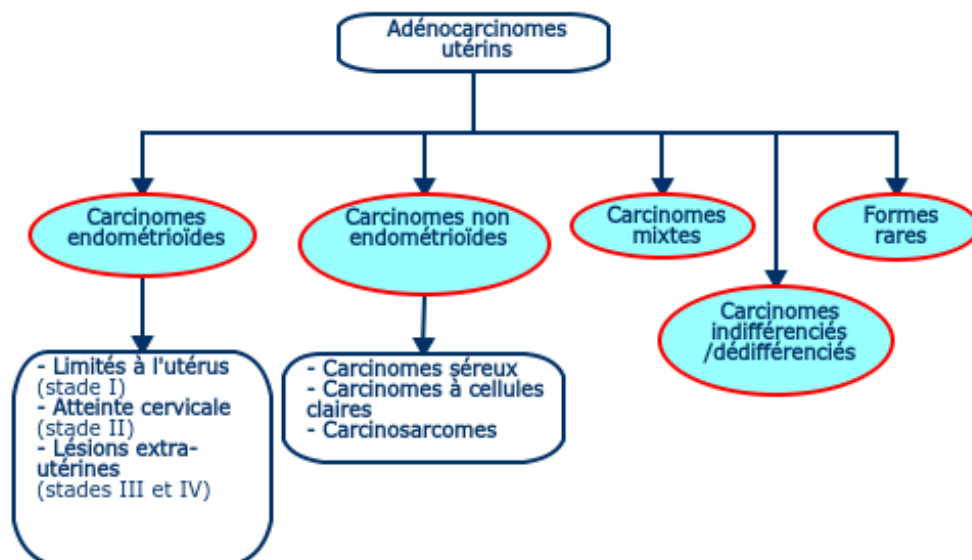 Adénocarcinomes
utérins
Carcinomes
endométrioïdes
Carcinomes non
endométrioïdes
Carcinomes
mixtes
Formes
rares
Carcinomes
indifférenciés
/dédifférenciés
- Limités à l'utérus
(stade I)
- Atteinte cervicale
(stade II)
- Lésions extra-
utérines
(stades III et IV)
- Carcinomes séreux
- Carcinomes à cellules
claires
- Carcinosarcomes